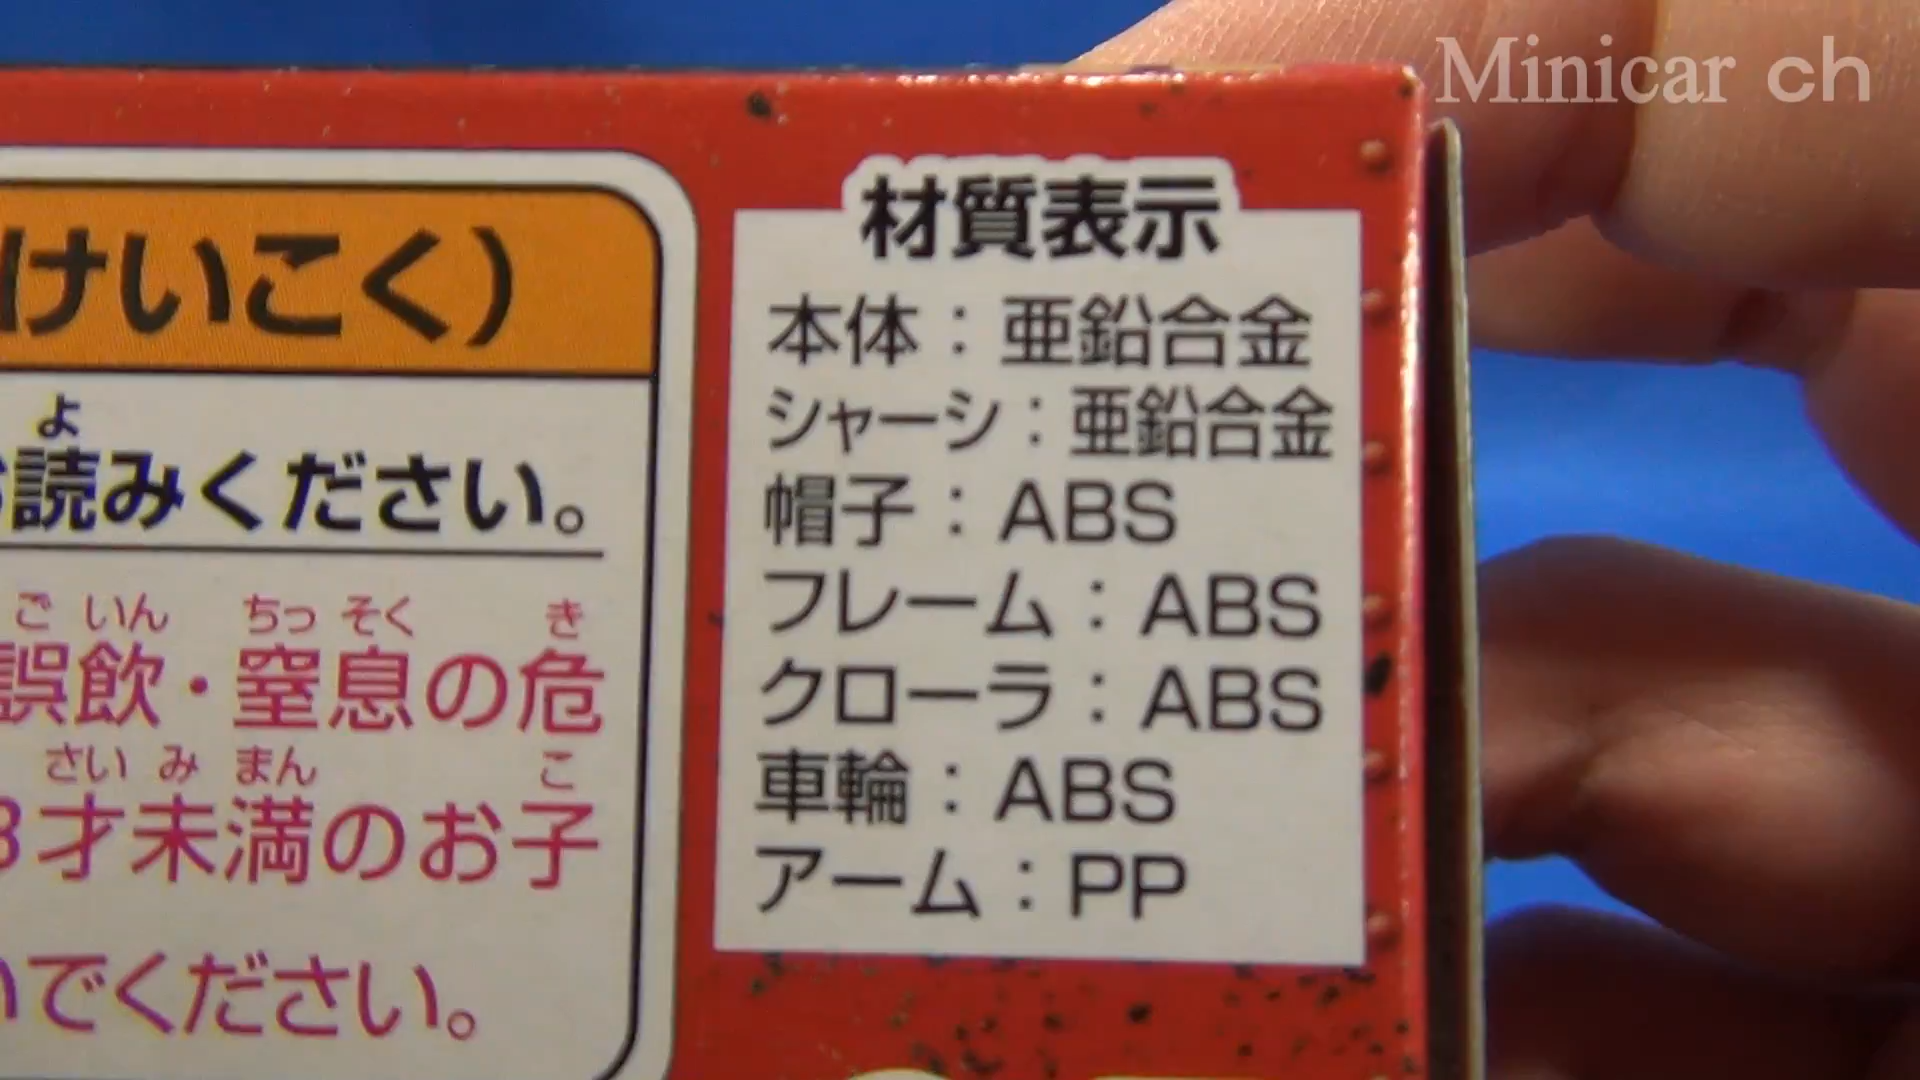 Minicar ch
けいこく）
よ
お読みください。
ごいん ちっそく き
誤飲・窒息の危
さいみまん こ
3才未満のお子
いでください。
材質表示
本体：亜鉛合金
シャーシ：亜鉛合金
帽子：ABS
フレーム：ABS
クローラ：ABS
車輪：ABS
アーム：PP